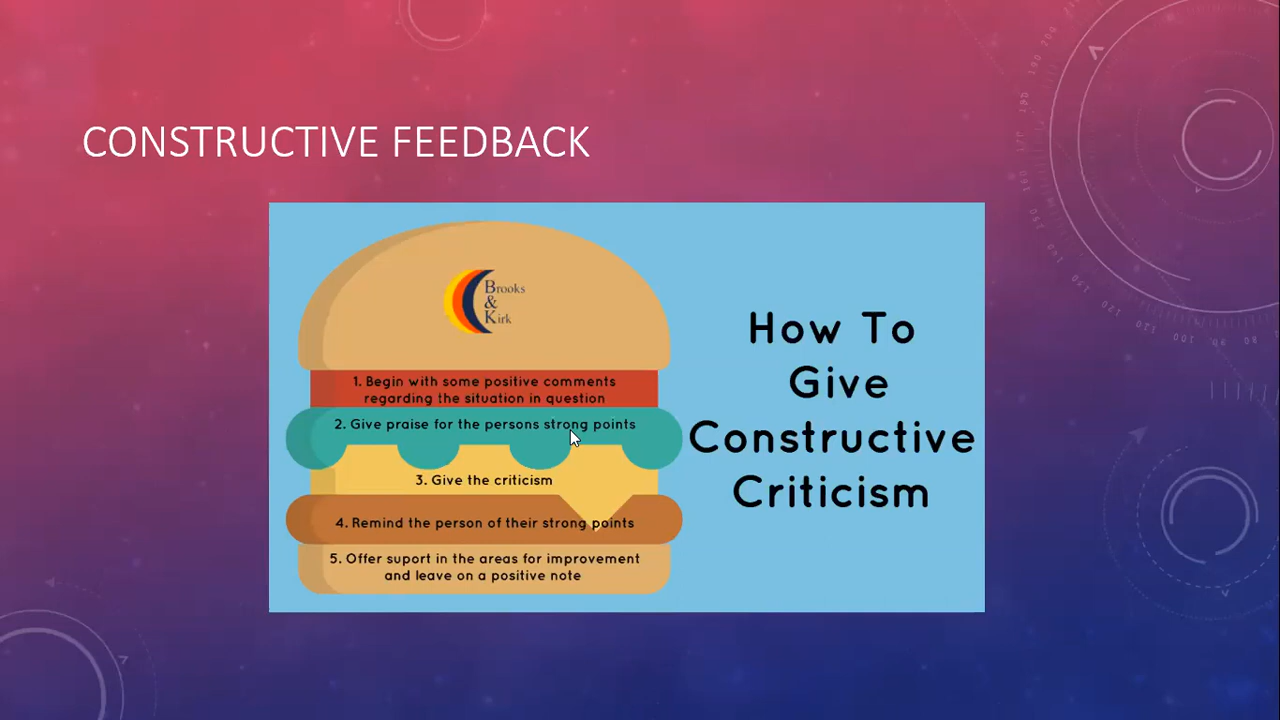 CONSTRUCTIVE FEEDBACK
Brooks
&
Kirk
1. Begin with some positive comments
regarding the situation in question
2. Give praise for the persons strong points
3. Give the criticism
4. Remind the person of their strong points
5. Offer suport in the areas for improvement
and leave on a positive note
How To
Give
Constructive
Criticism